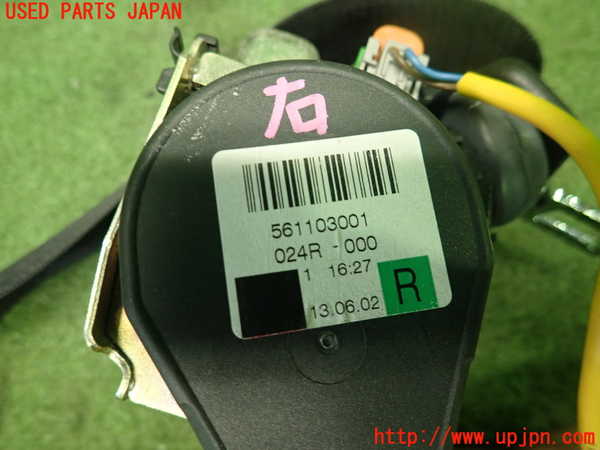 USED PARTS JAPAN
右
561103001
024R - 000
1 16:27
13.06.02
R
http://www.upjpn.com/